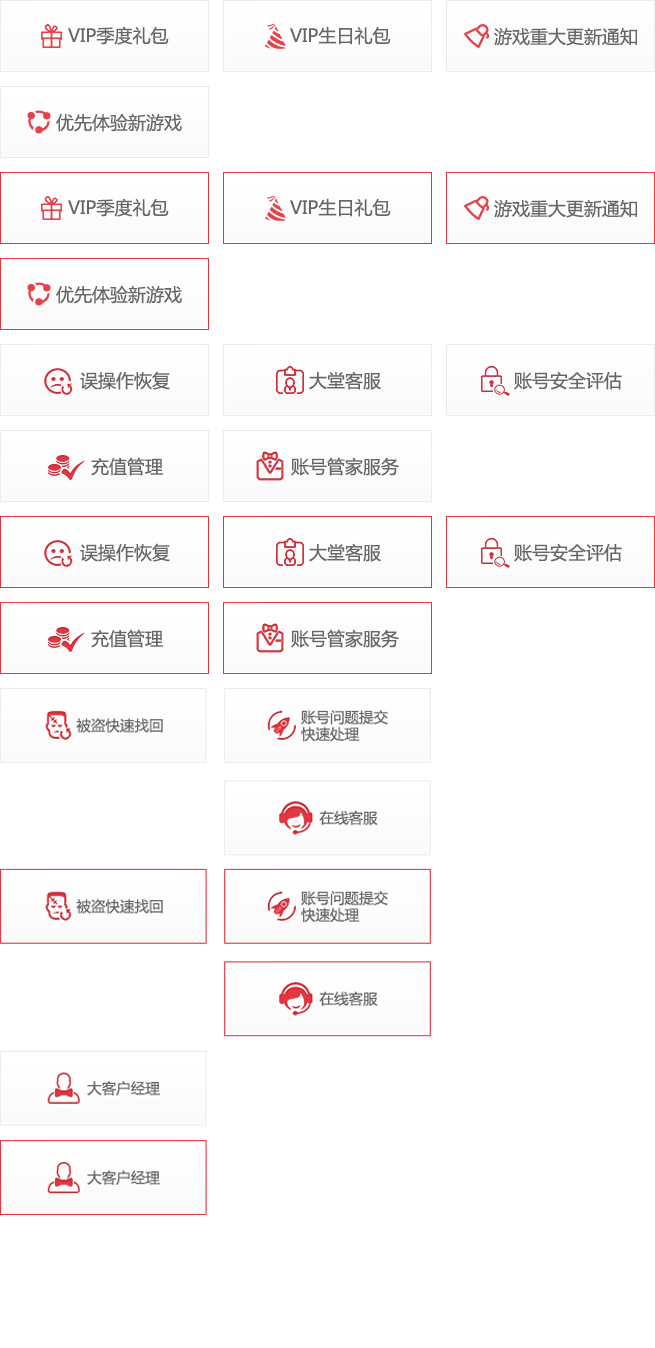 VIP季度礼包
VIP生日礼包
游戏重大更新通知
优先体验新游戏
VIP季度礼包
VIP生日礼包
游戏重大更新通知
优先体验新游戏
误操作恢复
大堂客服
账号安全评估
充值管理
账号管家服务
误操作恢复
大堂客服
账号安全评估
充值管理
账号管家服务
被盗快速找回
账号问题提交
快速处理
在线客服
被盗快速找回
账号问题提交
快速处理
在线客服
大客户经理
大客户经理